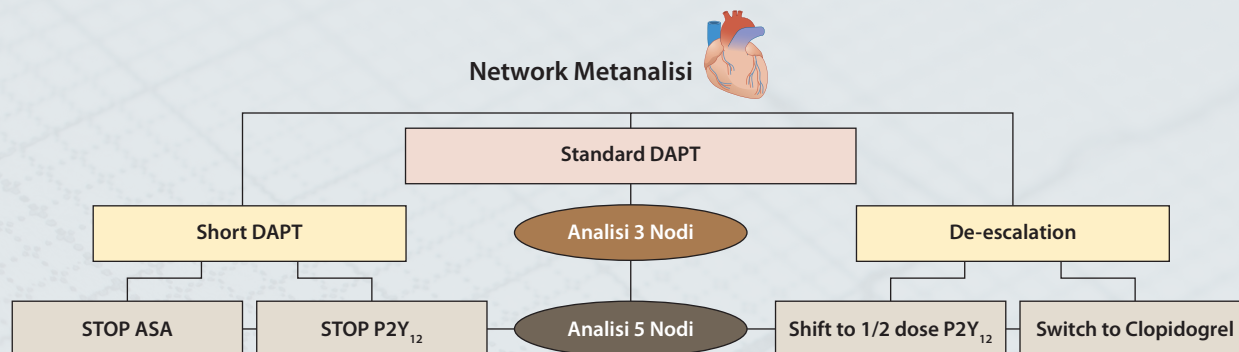 Network Metanalisi
Standard DAPT
Short DAPT
Analisi 3 Nodi
De-escalation
STOP ASA
STOP P2Y₁₂
Analisi 5 Nodi
Shift to 1/2 dose P2Y₁₂
Switch to Clopidogrel